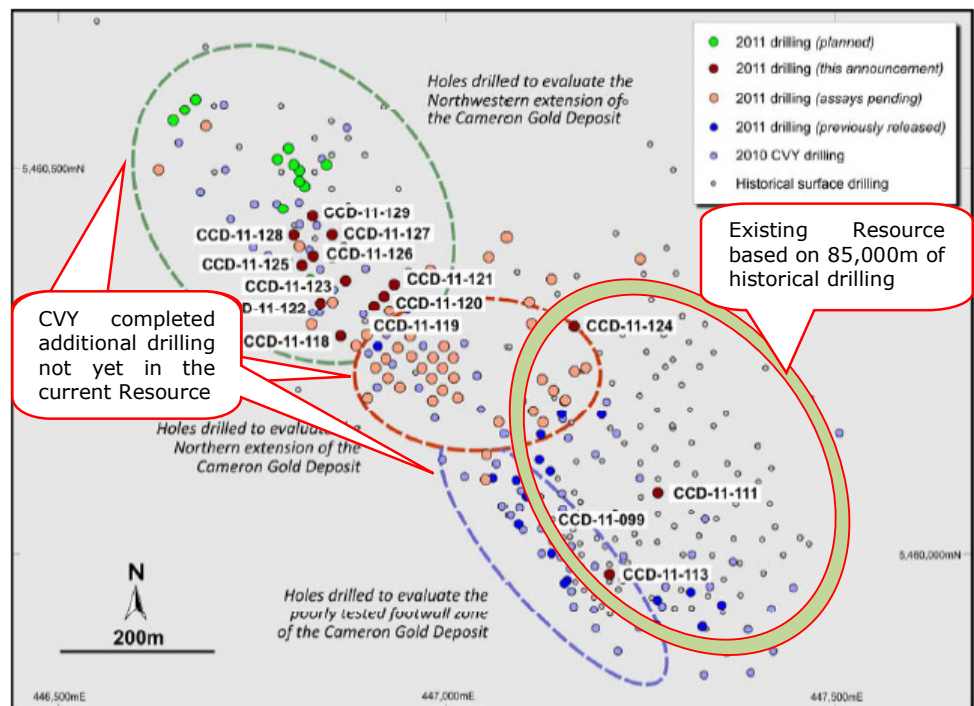 2011 drilling (planned)
2011 drilling (this announcement)
2011 drilling (assays pending)
2011 drilling (previously released)
2010 CVY drilling
Historical surface drilling
Holes drilled to evaluate the
Northwestern extension of
the Cameron Gold Deposit
5,460,500mN
CCD-11-129
CCD-11-128
CCD-11-127
CCD-11-126
CCD-11-125
CCD-11-123
CCD-11-121
CCD-11-122
CCD-11-120
CCD-11-119
CCD-11-118
CCD-11-124
Existing Resource
based on 85,000m of
historical drilling
CVY completed
additional drilling
not yet in the
current Resource
Holes drilled to evaluate the
Northern extension of the
Cameron Gold Deposit
CCD-11-111
CCD-11-099
CCD-11-113
5,460,000mN
Holes drilled to evaluate the
poorly tested footwall zone
of the Cameron Gold Deposit
N
200m
446,500mE
447,000mE
447,500mE